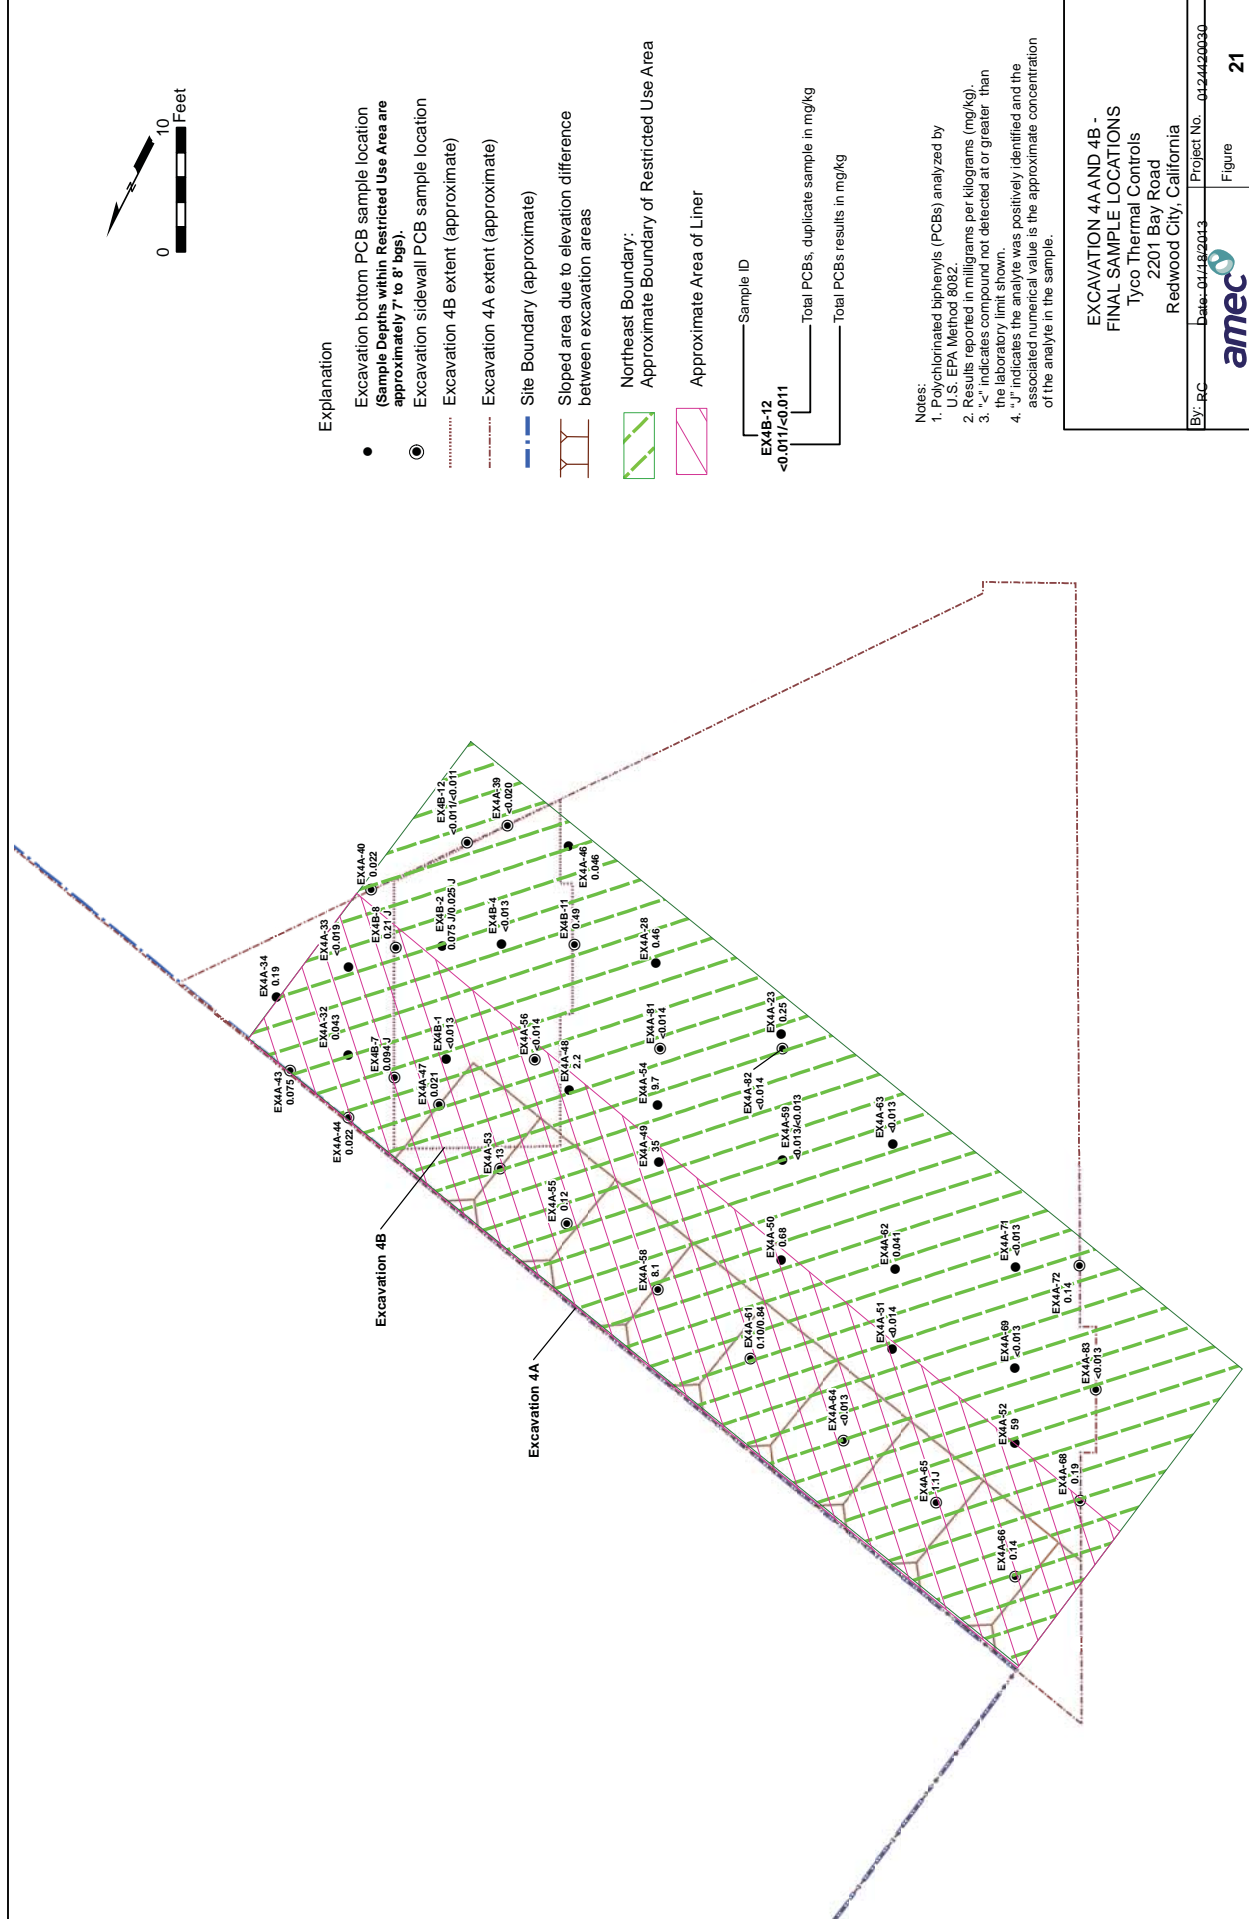 0
10
Feet
Explanation
Excavation bottom PCB sample location
(Sample Depths within Restricted Use Area are
approximately 7' to 8' bgs).
Excavation sidewall PCB sample location
Excavation 4B extent (approximate)
Excavation 4A extent (approximate)
Site Boundary (approximate)
Sloped area due to elevation difference
between excavation areas
Northeast Boundary:
Approximate Boundary of Restricted Use Area
Approximate Area of Liner
Sample ID
EX4B-12
<0.011/<0.011
Total PCBs, duplicate sample in mg/kg
Total PCBs results in mg/kg
Notes:
1. Polychlorinated biphenyls (PCBs) analyzed by
U.S. EPA Method 8082.
2. Results reported in milligrams per kilograms (mg/kg).
3. "<" indicates compound not detected at or greater than
the laboratory limit shown.
4. "J" indicates the analyte was positively identified and the
associated numerical value is the approximate concentration
of the analyte in the sample.
EXCAVATION 4A AND 4B -
FINAL SAMPLE LOCATIONS
Tyco Thermal Controls
2201 Bay Road
Redwood City, California
By: RC
Date: 01/18/2013
Project No.
0124420030
amec
Figure
21
Excavation 4B
Excavation 4A
EX4A-34
0.19
EX4A-43
0.075
EX4A-32
0.043
EX4A-33
<0.019
EX4A-40
0.022
EX4A-44
0.022
EX4B-7
0.094 J
EX4B-8
0.21 J
EX4A-47
0.021
EX4B-1
<0.013
EX4B-2
0.075 J/0.025 J
EX4B-12
<0.011/<0.011
EX4A-53
13
EX4B-4
<0.013
EX4A-39
<0.020
EX4A-56
<0.014
EX4A-55
0.12
EX4A-48
2.2
EX4B-11
0.49
EX4A-46
0.046
EX4A-58
8.1
EX4A-49
35
EX4A-54
9.7
EX4A-81
<0.014
EX4A-28
0.46
EX4A-61
0.10/0.84
EX4A-50
0.68
EX4A-59
<0.013/<0.013
EX4A-82
<0.014
EX4A-23
0.25
EX4A-64
<0.013
EX4A-51
<0.014
EX4A-62
0.041
EX4A-63
<0.013
EX4A-65
1.1J
EX4A-66
0.14
EX4A-52
59
EX4A-69
<0.013
EX4A-71
<0.013
EX4A-68
0.19
EX4A-83
<0.013
EX4A-72
0.14